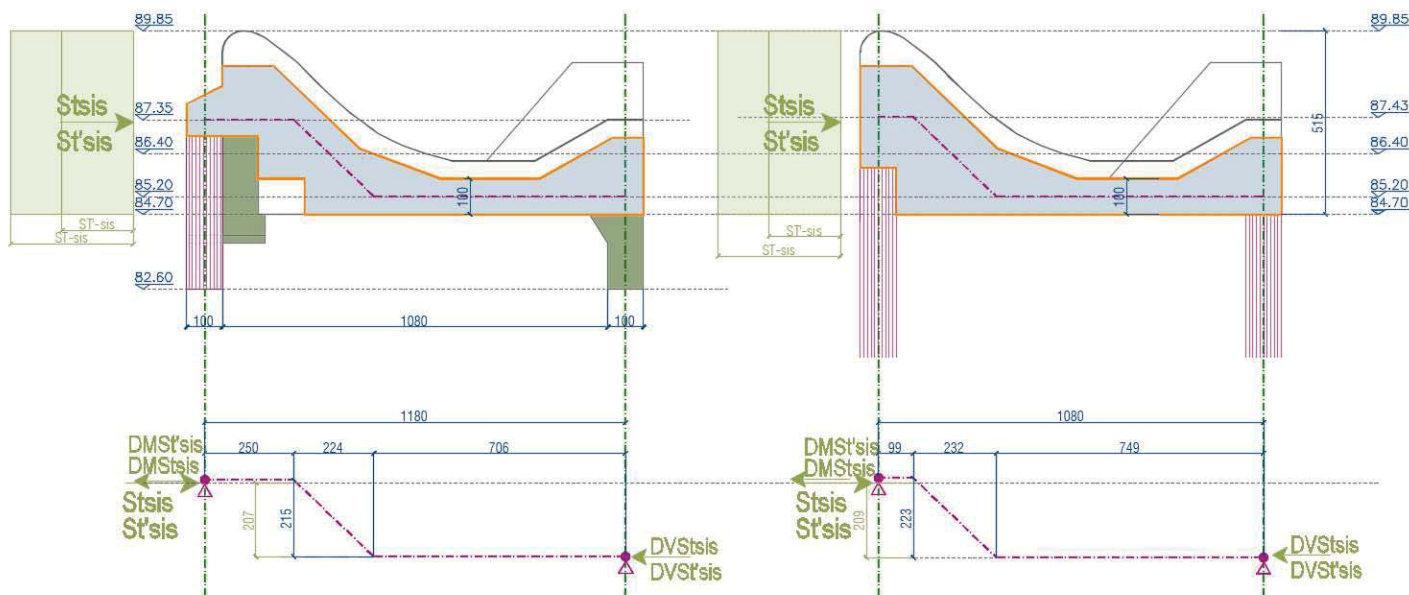 89.85
89.85
Stsis
St'sis
87.35
86.40
85.20
84.70
82.60
ST'-sis
ST-sis
100
100
1080
100
Stsis
St'sis
ST'-sis
ST-sis
100
515
87.43
86.40
85.20
84.70
1180
250
224
706
DMSt'sis
DMStsis
Stsis
St'sis
207
215
DVStsis
DVSt'sis
1080
99
232
749
DMSt'sis
DMStsis
Stsis
St'sis
209
223
DVStsis
DVSt'sis